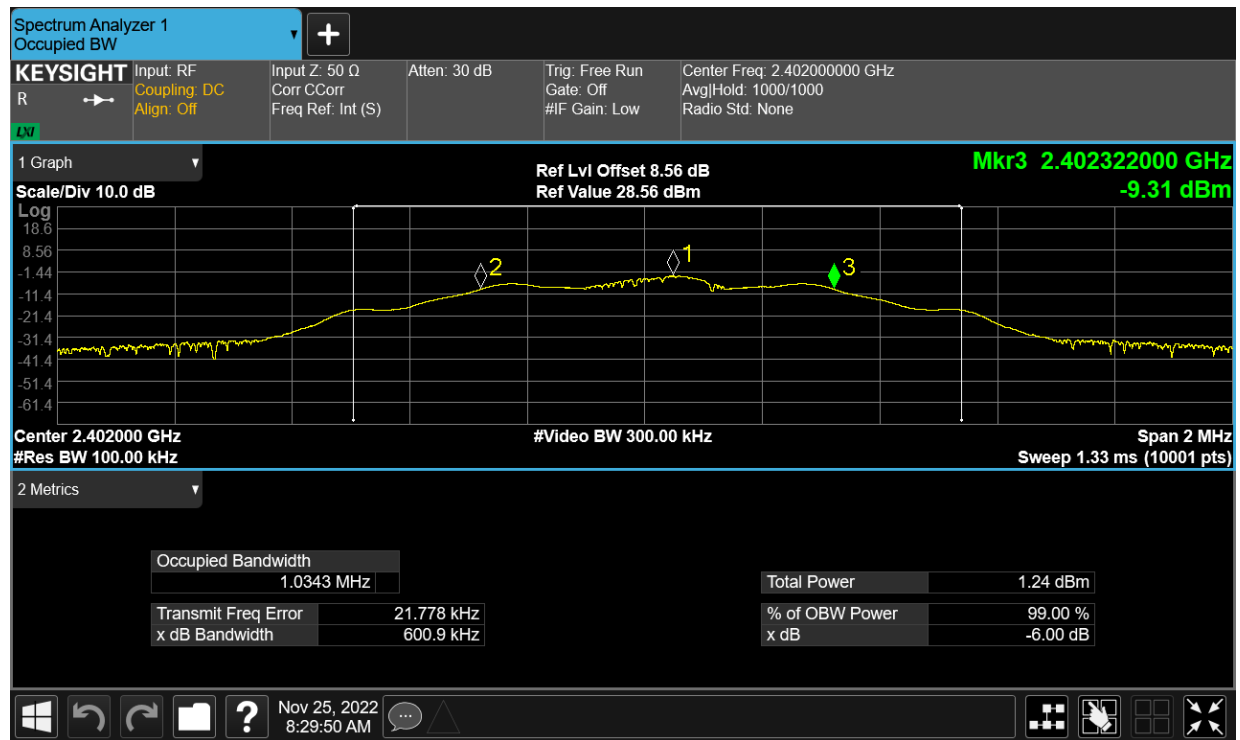 Spectrum Analyzer 1
Occupied BW
KEYSIGHT
R
LXI
Input: RF
Coupling: DC
Align: Off
Input Z: 50 Ω
Corr CCorr
Freq Ref: Int (S)
Atten: 30 dB
Trig: Free Run
Gate: Off
#IF Gain: Low
Center Freq: 2.402000000 GHz
Avg|Hold: 1000/1000
Radio Std: None
1 Graph
Scale/Div 10.0 dB
Ref Lvl Offset 8.56 dB
Ref Value 28.56 dBm
Mkr3 2.402322000 GHz
-9.31 dBm
Log
18.6
8.56
-1.44
-11.4
-21.4
-31.4
-41.4
-51.4
-61.4
2
1
3
Center 2.402000 GHz
#Video BW 300.00 kHz
Span 2 MHz
#Res BW 100.00 kHz
Sweep 1.33 ms (10001 pts)
2 Metrics
Occupied Bandwidth
1.0343 MHz
Total Power 1.24 dBm
Transmit Freq Error 21.778 kHz
% of OBW Power 99.00 %
x dB Bandwidth 600.9 kHz
x dB -6.00 dB
?
Nov 25, 2022
8:29:50 AM